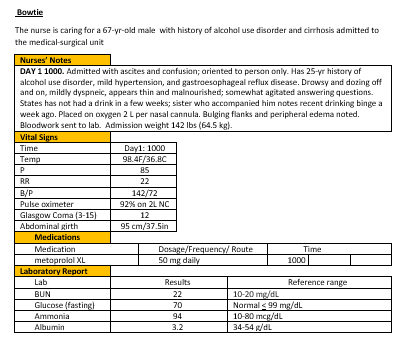 Bowtie
The nurse is caring for a 67-yr-old male with history of alcohol use disorder and cirrhosis admitted to
the medical-surgical unit
Nurses' Notes
DAY 1 1000. Admitted with ascites and confusion; oriented to person only. Has 25-yr history of
alcohol use disorder, mild hypertension, and gastroesophageal reflux disease. Drowsy and dozing off
and on, mildly dyspneic, appears thin and malnourished; somewhat agitated answering questions.
States has not had a drink in a few weeks; sister who accompanied him notes recent drinking binge a
week ago. Placed on oxygen 2 L per nasal cannula. Bulging flanks and peripheral edema noted.
Bloodwork sent to lab. Admission weight 142 lbs (64.5 kg).
Vital Signs
Time Day1: 1000
Temp 98.4F/36.8C
P 85
RR 22
B/P 142/72
Pulse oximeter 92% on 2L NC
Glasgow Coma (3-15) 12
Abdominal girth 95 cm/37.5in
Medications
Medication Dosage/Frequency/ Route Time
metoprolol XL 50 mg daily 1000
Laboratory Report
Lab Results Reference range
BUN 22 10-20 mg/dL
Glucose (fasting) 70 Normal < 99 mg/dL
Ammonia 94 10-80 mcg/dL
Albumin 3.2 34-54 g/dL